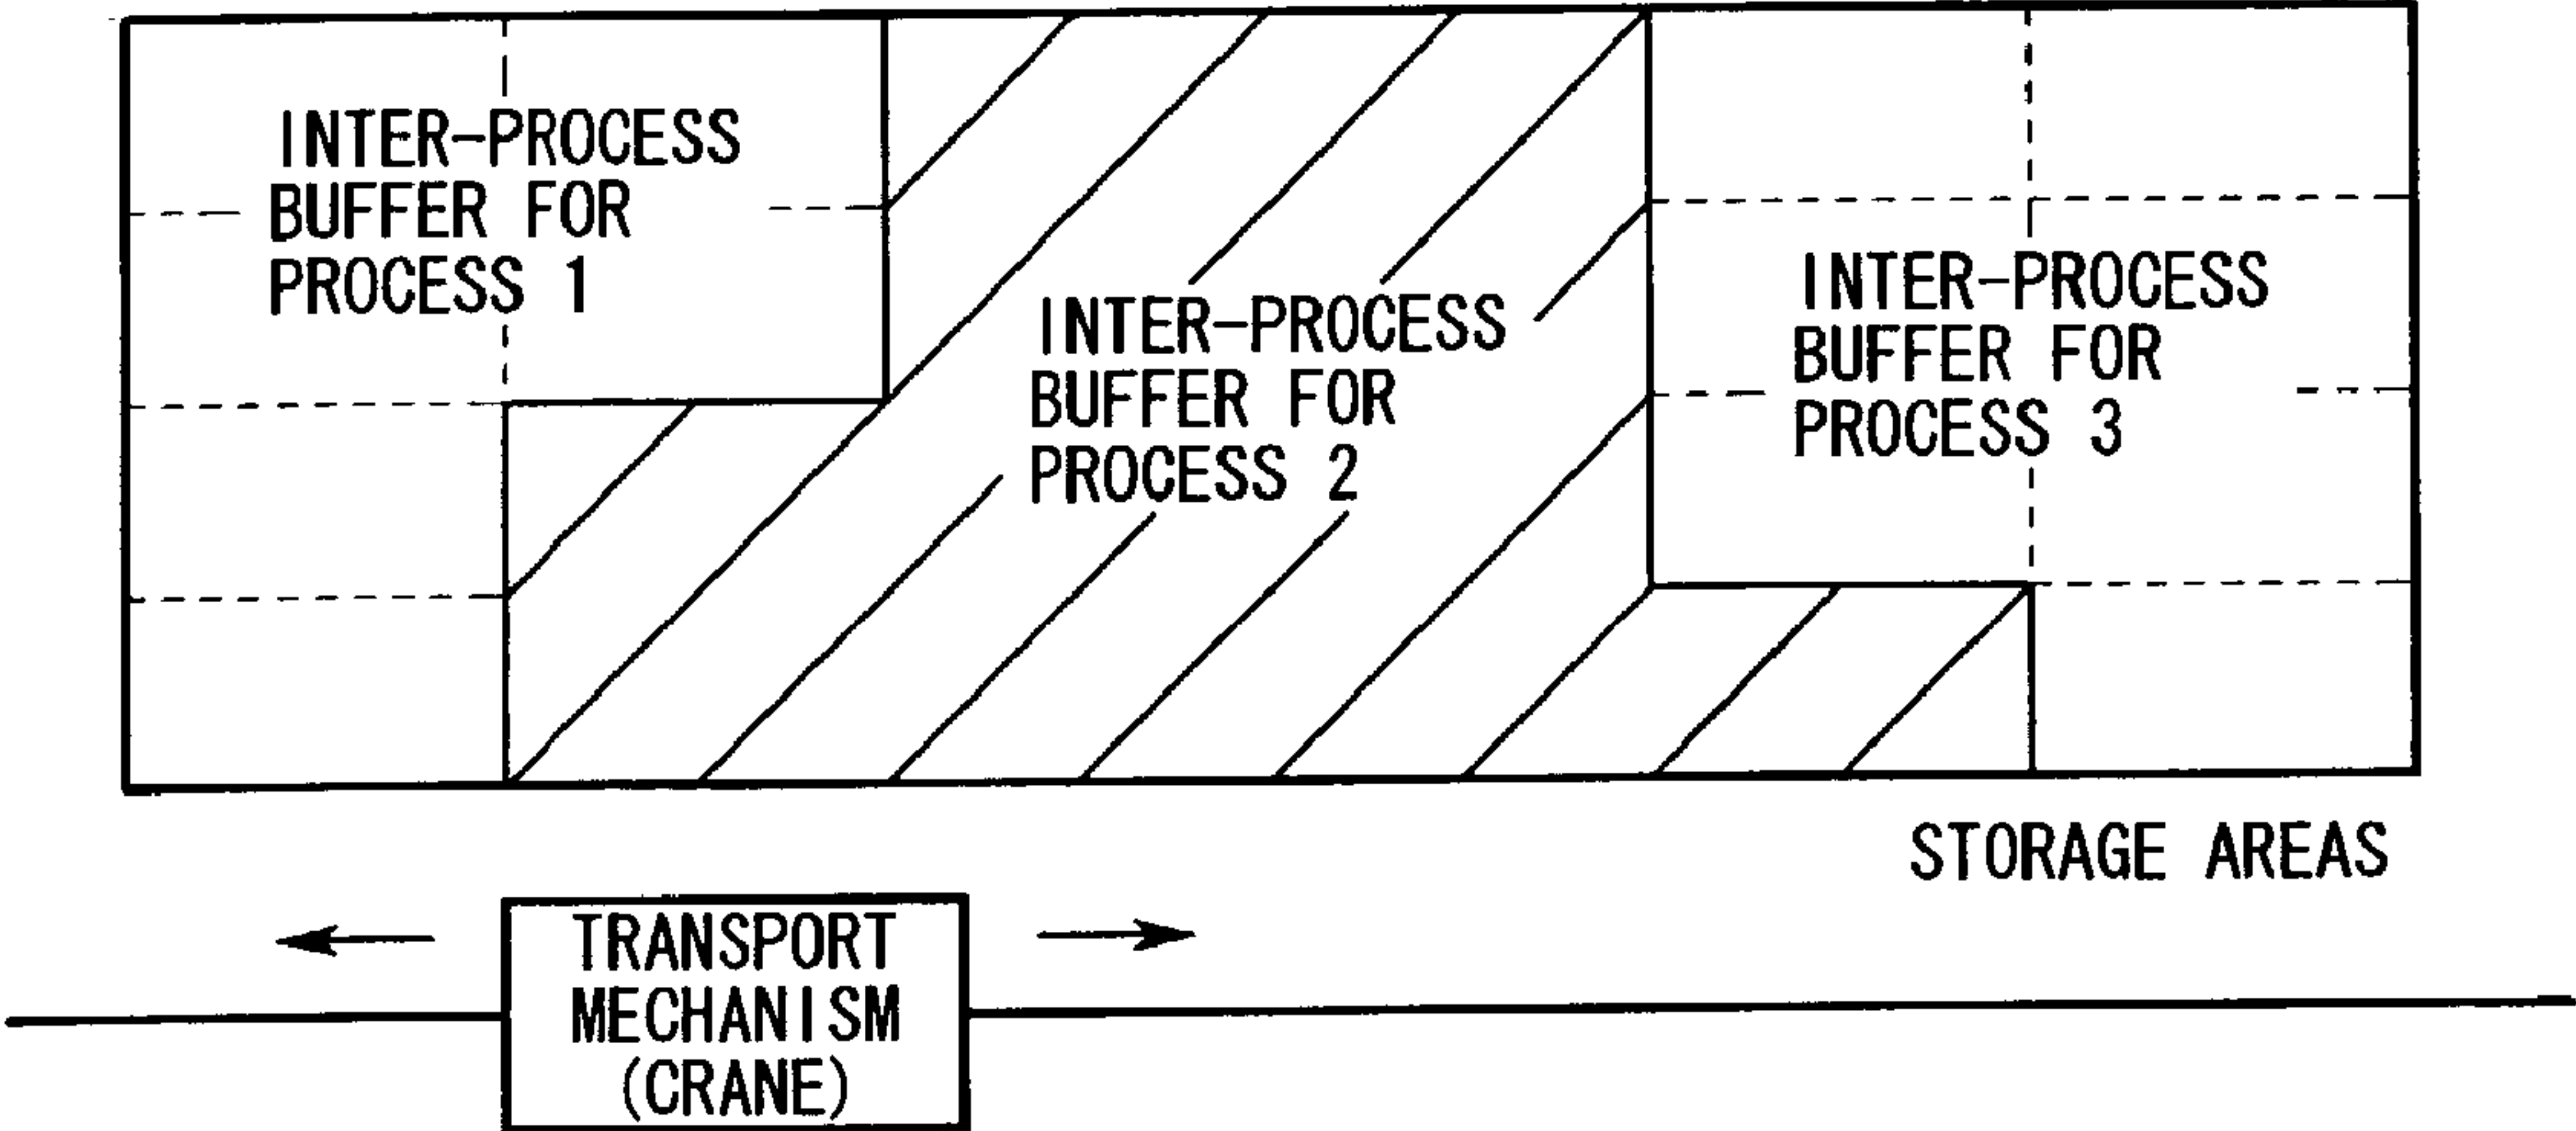 INTER-PROCESS
BUFFER FOR
PROCESS 1
INTER-PROCESS
BUFFER FOR
PROCESS 2
INTER-PROCESS
BUFFER FOR
PROCESS 3
STORAGE AREAS
TRANSPORT
MECHANISM
(CRANE)